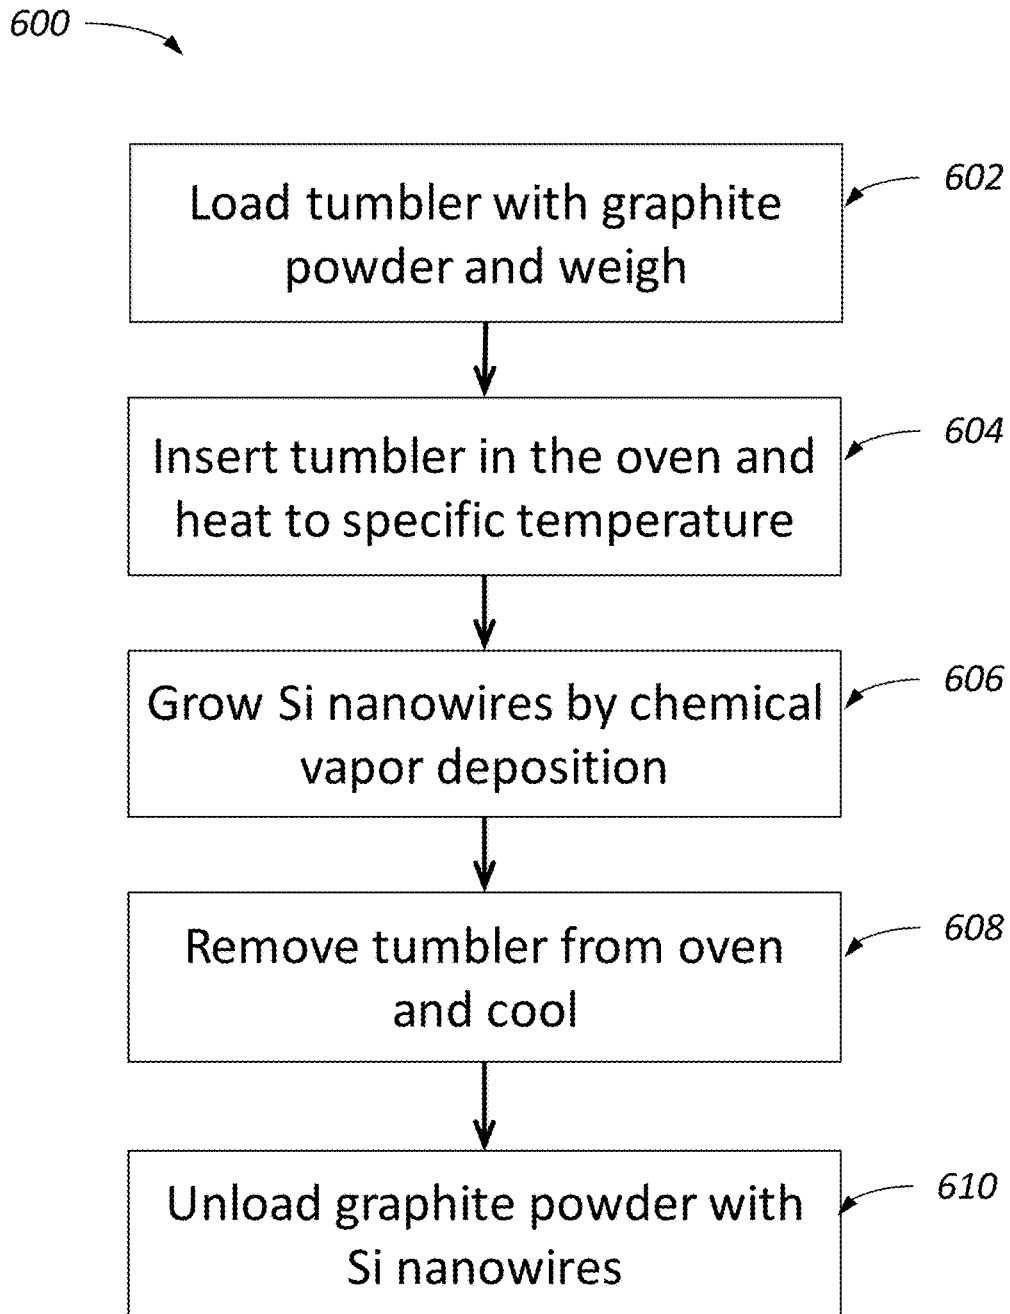 600
Load tumbler with graphite
powder and weigh
602
Insert tumbler in the oven and
heat to specific temperature
604
Grow Si nanowires by chemical
vapor deposition
606
Remove tumbler from oven
and cool
608
Unload graphite powder with
Si nanowires
610